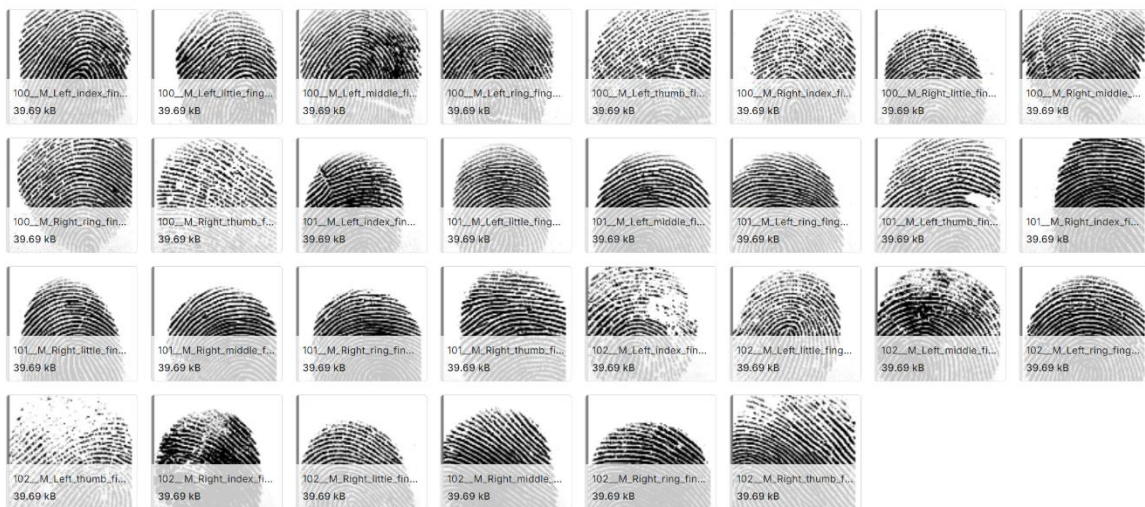 100__M_Left_index_fin...
39.69 kB
100__M_Left_little_fing...
39.69 kB
100__M_Left_middle_fi...
39.69 kB
100__M_Left_ring_fing...
39.69 kB
100__M_Left_thumb_fi...
39.69 kB
100__M_Right_index_fi...
39.69 kB
100__M_Right_little_fin...
39.69 kB
100__M_Right_middle_...
39.69 kB
100__M_Right_ring_fin...
39.69 kB
100__M_Right_thumb_f...
39.69 kB
101__M_Left_index_fin...
39.69 kB
101__M_Left_little_fing...
39.69 kB
101__M_Left_middle_fi...
39.69 kB
101__M_Left_ring_fing...
39.69 kB
101__M_Left_thumb_fi...
39.69 kB
101__M_Right_index_fi...
39.69 kB
101__M_Right_little_fin...
39.69 kB
101__M_Right_middle_f...
39.69 kB
101__M_Right_ring_fin...
39.69 kB
101__M_Right_thumb_fi...
39.69 kB
102__M_Left_index_fin...
39.69 kB
102__M_Left_little_fing...
39.69 kB
102__M_Left_middle_fi...
39.69 kB
102__M_Left_ring_fing...
39.69 kB
102__M_Left_thumb_fi...
39.69 kB
102__M_Right_index_fi...
39.69 kB
102__M_Right_little_fin...
39.69 kB
102__M_Right_middle_...
39.69 kB
102__M_Right_ring_fin...
39.69 kB
102__M_Right_thumb_f...
39.69 kB